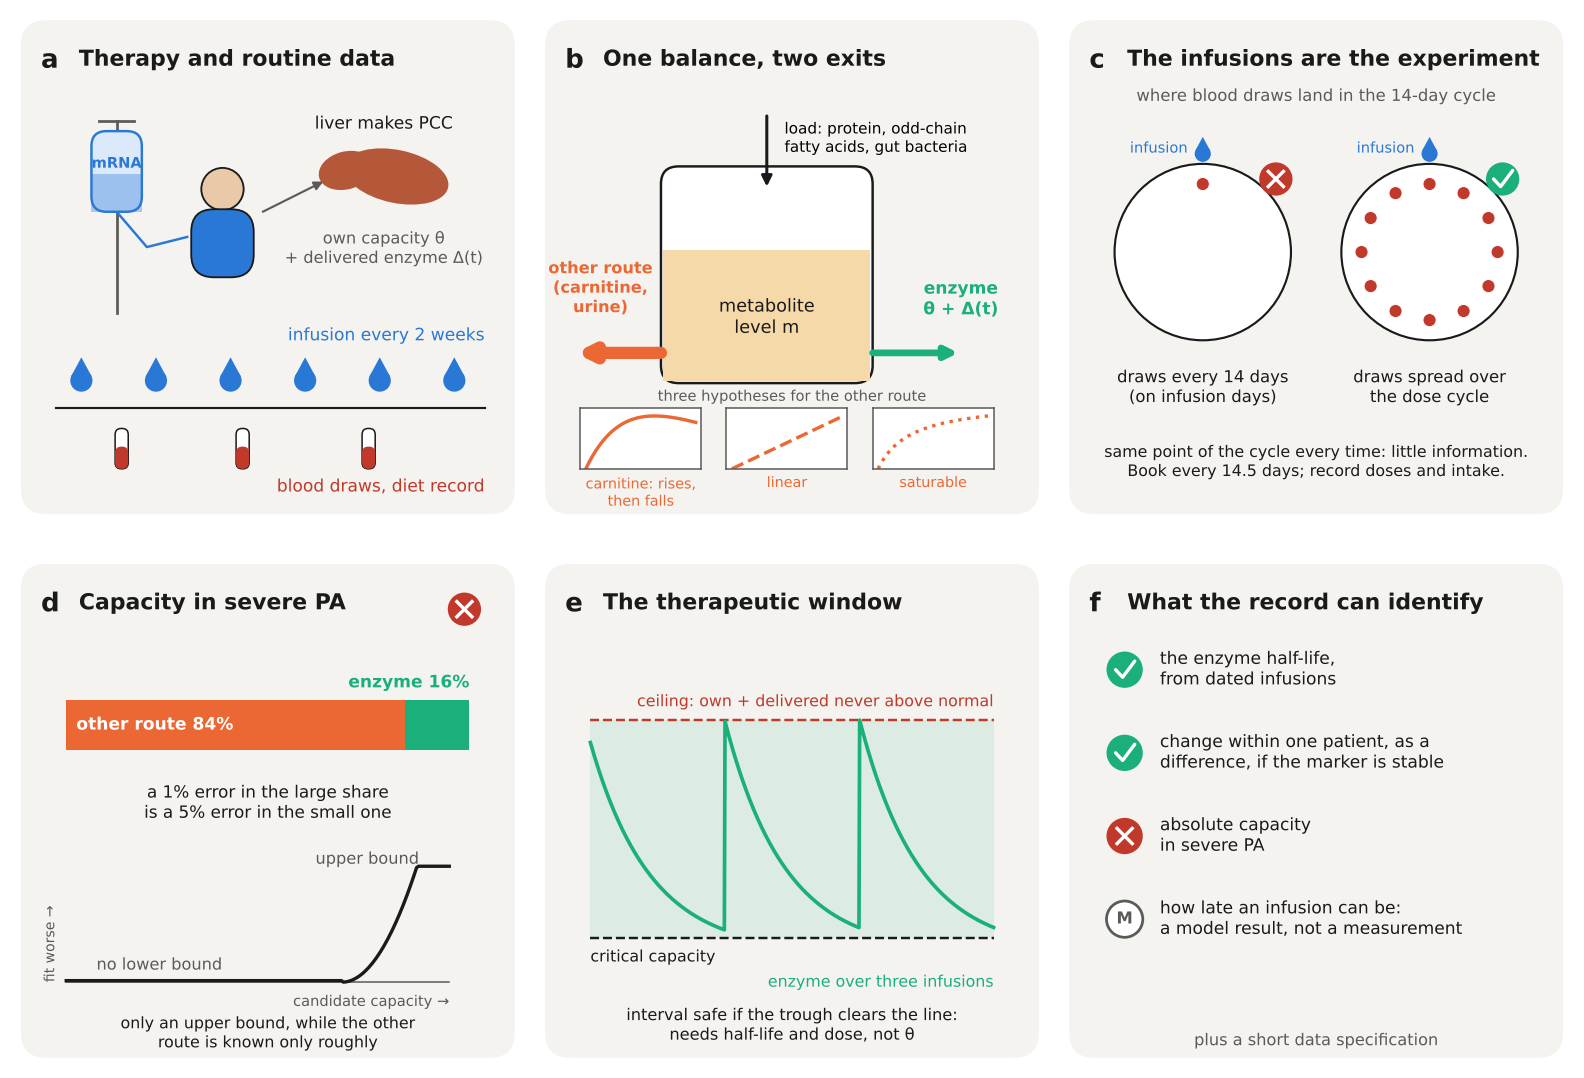 a Therapy and routine data
mRNA
liver makes PCC
own capacity θ
+ delivered enzyme Δ(t)
infusion every 2 weeks
blood draws, diet record
b One balance, two exits
load: protein, odd-chain
fatty acids, gut bacteria
other route
(carnitine,
urine)
metabolite
level m
enzyme
θ + Δ(t)
three hypotheses for the other route
carnitine: rises,
then falls
linear
saturable
c The infusions are the experiment
where blood draws land in the 14-day cycle
infusion
infusion
draws every 14 days
(on infusion days)
draws spread over
the dose cycle
same point of the cycle every time: little information.
Book every 14.5 days; record doses and intake.
d Capacity in severe PA
enzyme 16%
other route 84%
a 1% error in the large share
is a 5% error in the small one
upper bound
fit worse →
no lower bound
candidate capacity →
only an upper bound, while the other
route is known only roughly
e The therapeutic window
ceiling: own + delivered never above normal
critical capacity
enzyme over three infusions
interval safe if the trough clears the line:
needs half-life and dose, not θ
f What the record can identify
the enzyme half-life,
from dated infusions
change within one patient, as a
difference, if the marker is stable
absolute capacity
in severe PA
M
how late an infusion can be:
a model result, not a measurement
plus a short data specification